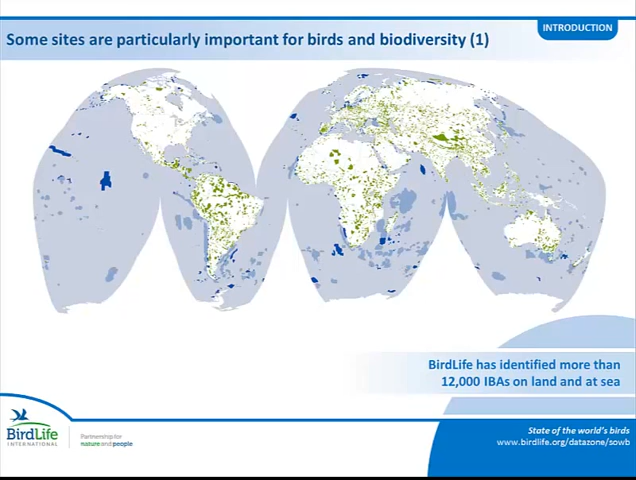 INTRODUCTION
Some sites are particularly important for birds and biodiversity (1)
BirdLife has identified more than
12,000 IBAs on land and at sea
BirdLife
INTERNATIONAL
Partnership for
nature and people
State of the world's birds
www.birdlife.org/datazone/sowb